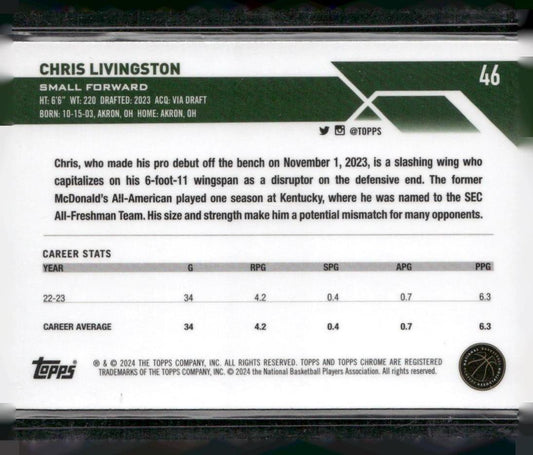 CHRIS LIVINGSTON
46
SMALL FORWARD
HT: 6'6" WT: 220 DRAFTED: 2023 ACQ: VIA DRAFT
BORN: 10-15-03, AKRON, OH HOME: AKRON, OH
@TOPPS
Chris, who made his pro debut off the bench on November 1, 2023, is a slashing wing who
capitalizes on his 6-foot-11 wingspan as a disruptor on the defensive end. The former
McDonald's All-American played one season at Kentucky, where he was named to the SEC
All-Freshman Team. His size and strength make him a potential mismatch for many opponents.
CAREER STATS
YEAR G RPG SPG APG PPG
22-23 34 4.2 0.4 0.7 6.3
CAREER AVERAGE 34 4.2 0.4 0.7 6.3
Topps
® & © 2024 THE TOPPS COMPANY, INC. ALL RIGHTS RESERVED. TOPPS AND TOPPS CHROME ARE REGISTERED
TRADEMARKS OF THE TOPPS COMPANY, INC. © 2024 the National Basketball Players Association. All rights reserved.